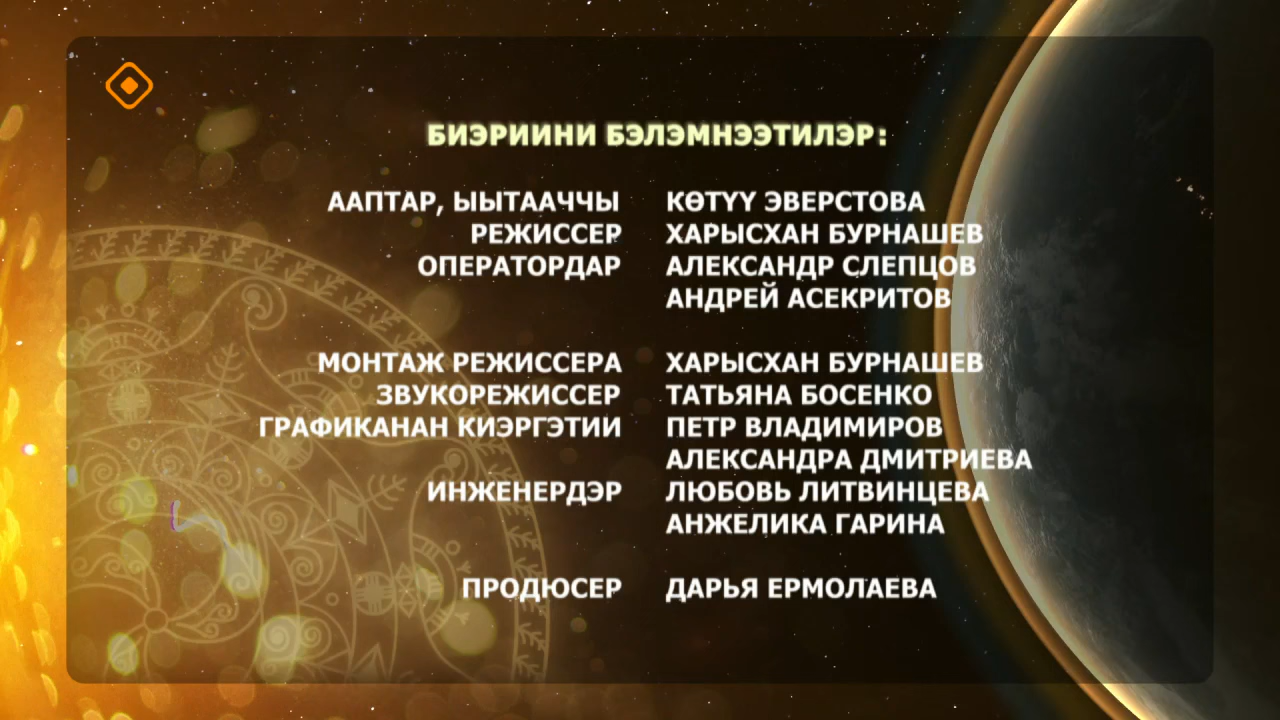 БИЭРИИНИ БЭЛЭМНЭЭТИЛЭР:
ААПТАР, ЫЫТААЧЧЫ КӨТҮҮ ЭВЕРСТОВА
РЕЖИССЕР ХАРЫСХАН БУРНАШЕВ
ОПЕРАТОРДАР АЛЕКСАНДР СЛЕПЦОВ
АНДРЕЙ АСЕКРИТОВ
МОНТАЖ РЕЖИССЕРА ХАРЫСХАН БУРНАШЕВ
ЗВУКОРЕЖИССЕР ТАТЬЯНА БОСЕНКО
ГРАФИКАНАН КИЭРГЭТИИ ПЕТР ВЛАДИМИРОВ
АЛЕКСАНДРА ДМИТРИЕВА
ИНЖЕНЕРДЭР ЛЮБОВЬ ЛИТВИНЦЕВА
АНЖЕЛИКА ГАРИНА
ПРОДЮСЕР ДАРЬЯ ЕРМОЛАЕВА